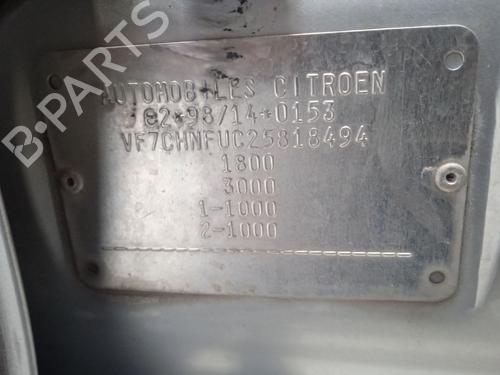 AUTOMOBILES CITROEN
e2*98/14*0153
VF7CHNFUC25818494
1800
3000
1-1000
2-1000
B-PARTS